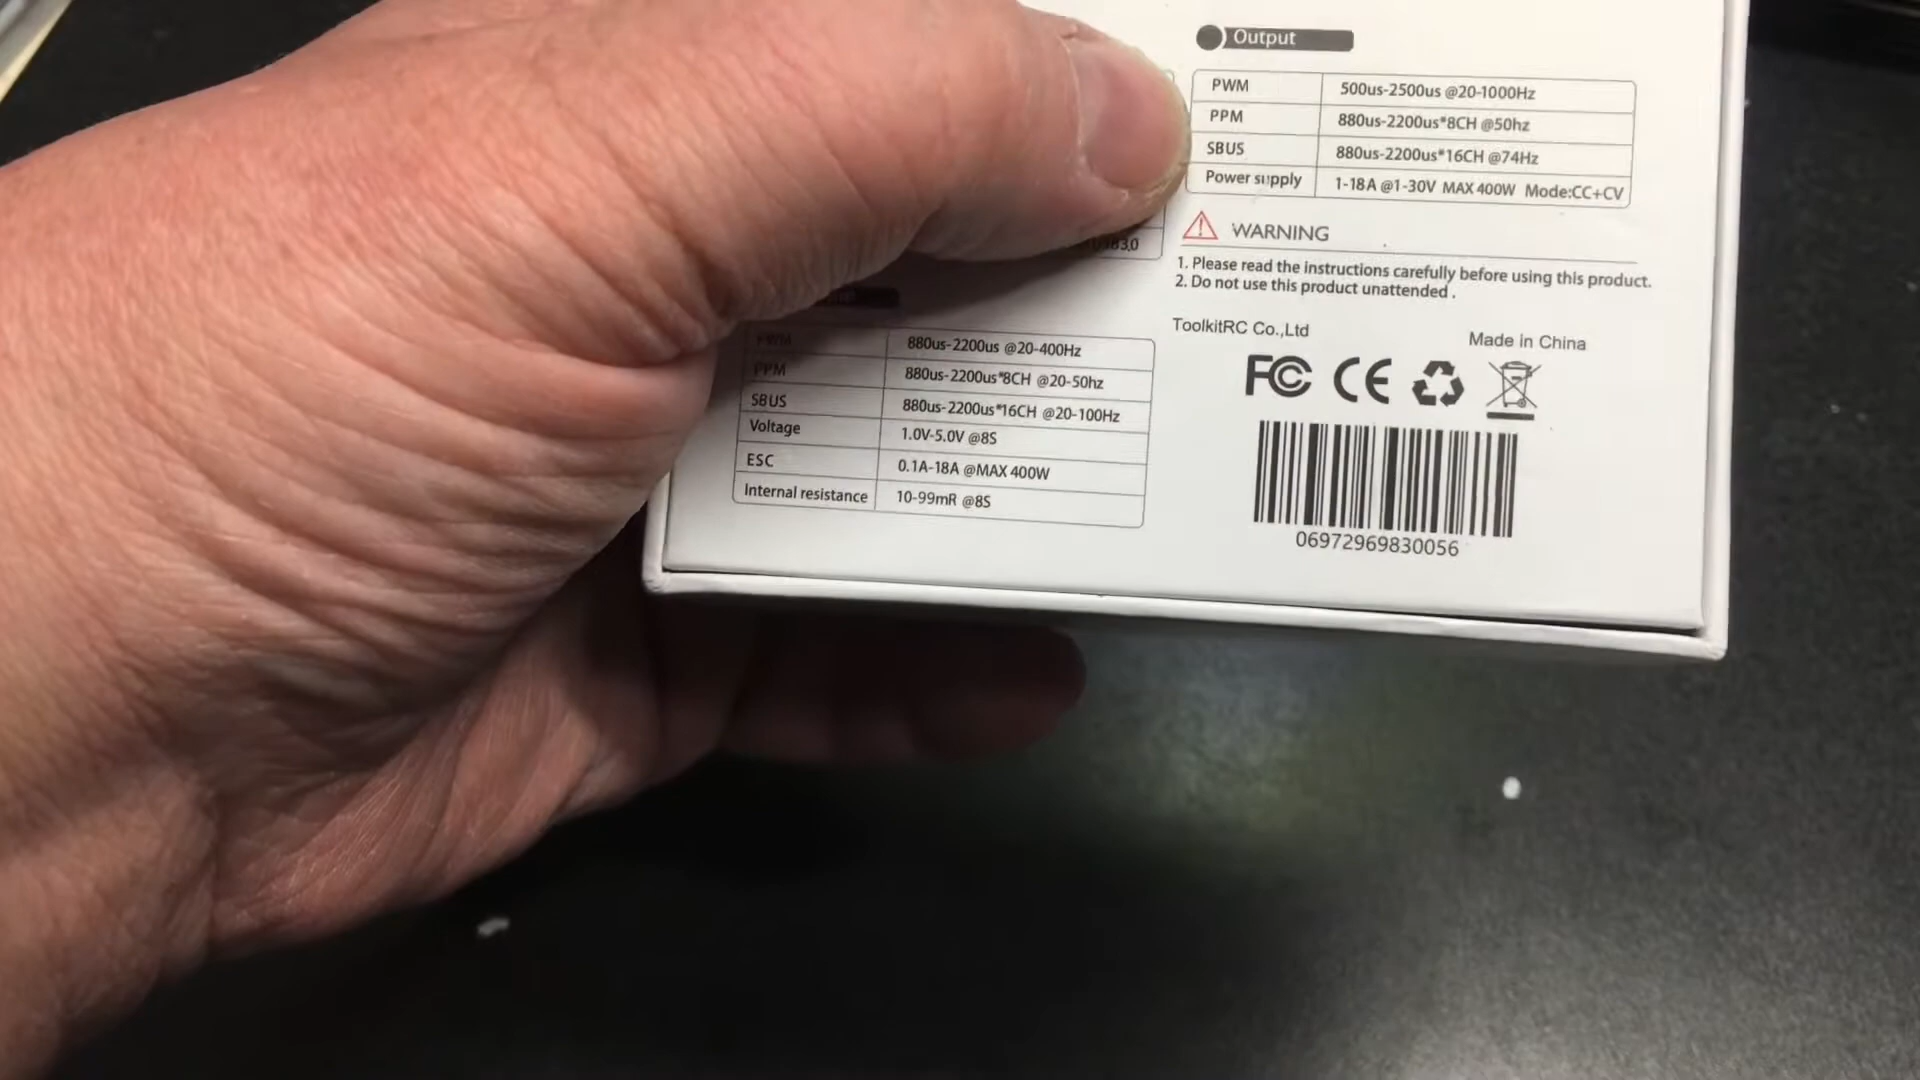 Output
PWM 500us-2500us @20-1000Hz
PPM 880us-2200us*8CH @50hz
SBUS 880us-2200us*16CH @74Hz
Power supply 1-18A @1-30V MAX 400W Mode:CC+CV
WARNING
1. Please read the instructions carefully before using this product.
2. Do not use this product unattended .
ToolkitRC Co.,Ltd
Made in China
FC CE
06972969830056
PWM 880us-2200us @20-400Hz
PPM 880us-2200us*8CH @20-50hz
SBUS 880us-2200us*16CH @20-100Hz
Voltage 1.0V-5.0V @8S
ESC 0.1A-18A @MAX 400W
Internal resistance 10-99mR @8S